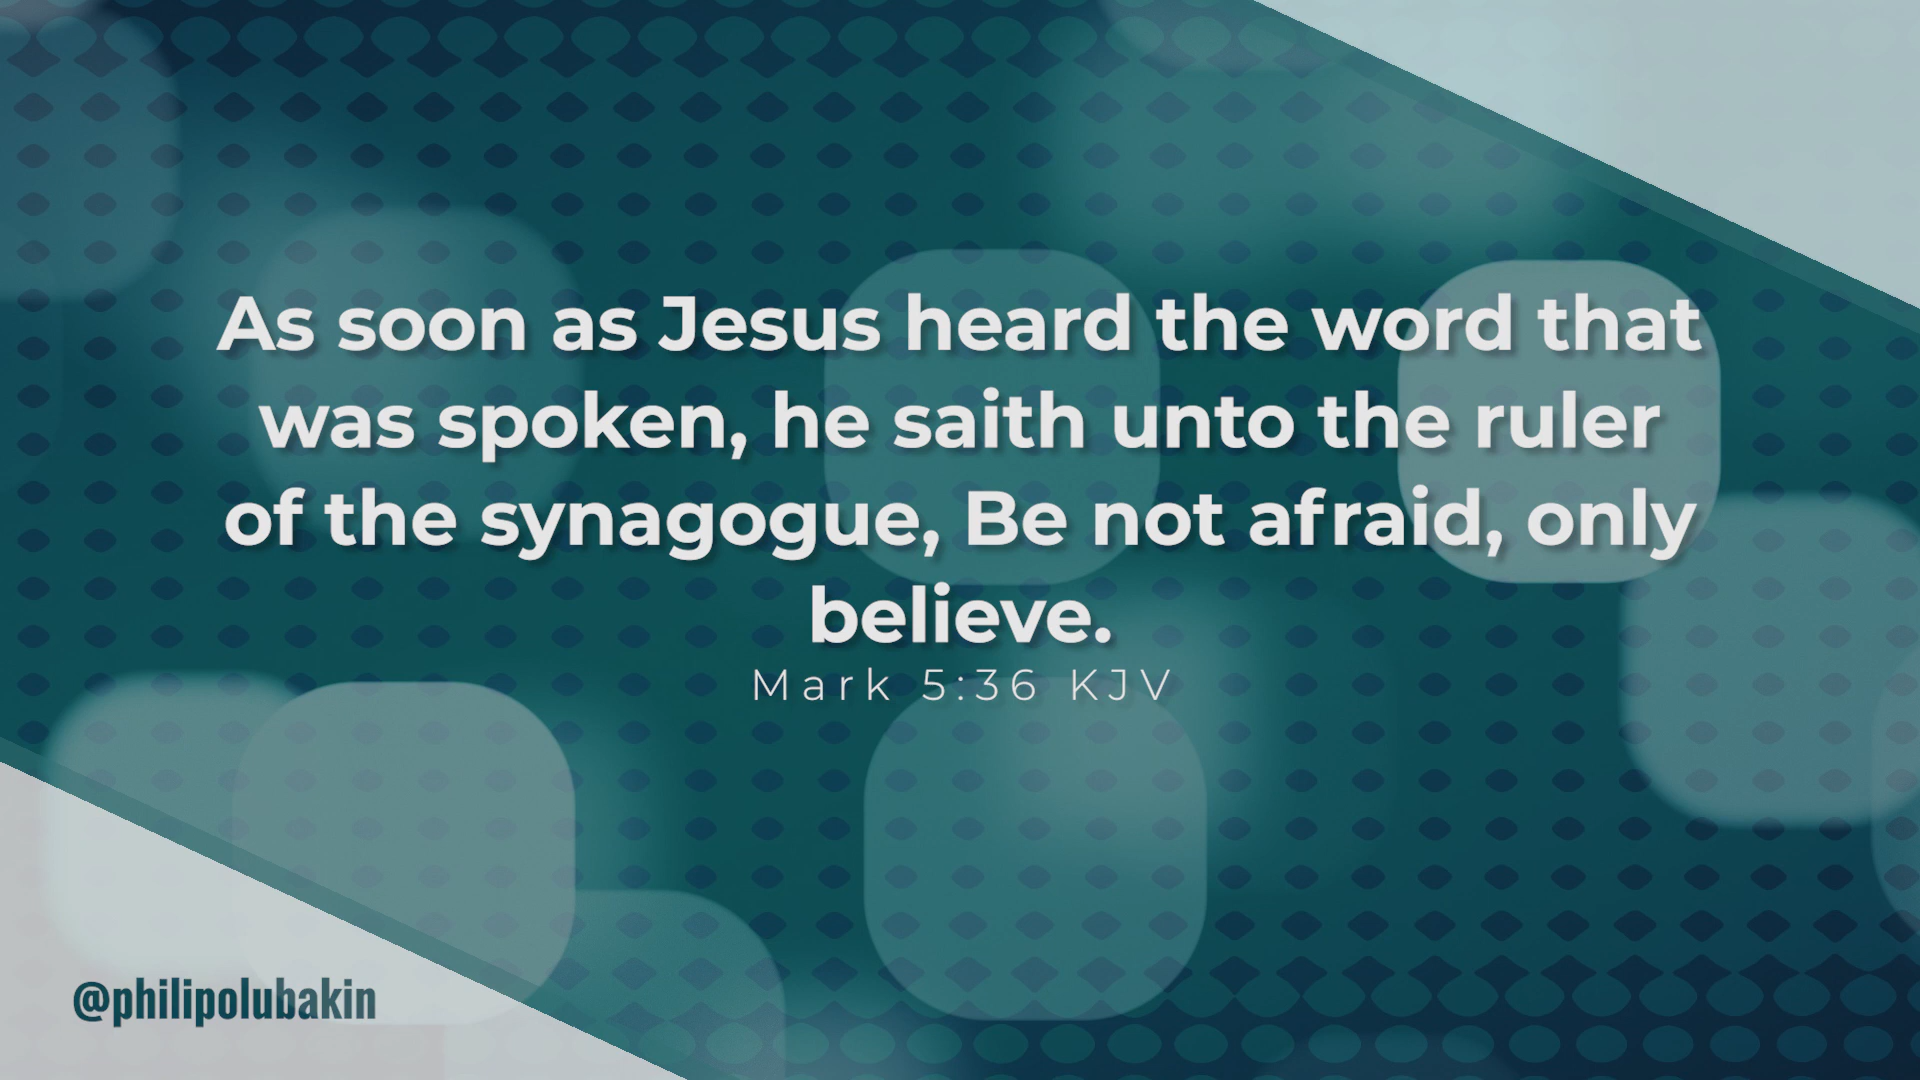 As soon as Jesus heard the word that
was spoken, he saith unto the ruler
of the synagogue, Be not afraid, only
believe.
Mark 5:36 KJV
@philipolubakin